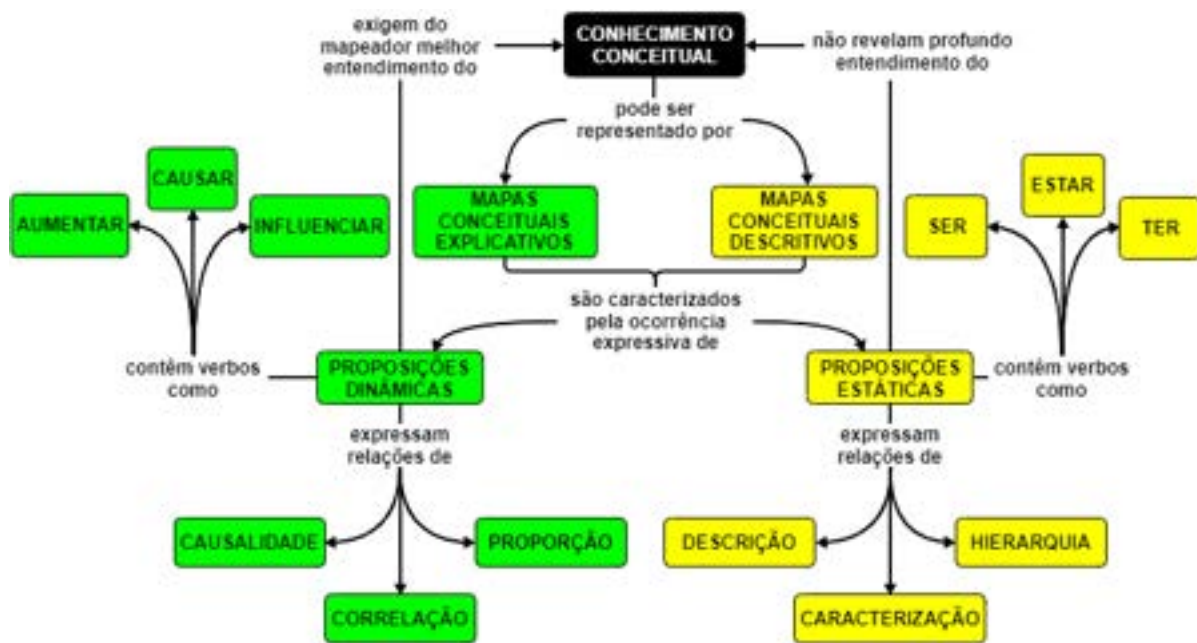 exigem do
mapeador melhor
entendimento do
CONHECIMENTO
CONCEITUAL
não revelam profundo
entendimento do
pode ser
representado por
CAUSAR
AUMENTAR
INFLUENCIAR
MAPAS
CONCEITUAIS
EXPLICATIVOS
MAPAS
CONCEITUAIS
DESCRITIVOS
ESTAR
SER
TER
são caracterizados
pela ocorrência
expressiva de
contêm verbos
como
PROPOSIÇÕES
DINÂMICAS
PROPOSIÇÕES
ESTÁTICAS
contêm verbos
como
expressam
relações de
expressam
relações de
CAUSALIDADE
PROPORÇÃO
CORRELAÇÃO
DESCRIÇÃO
HIERARQUIA
CARACTERIZAÇÃO